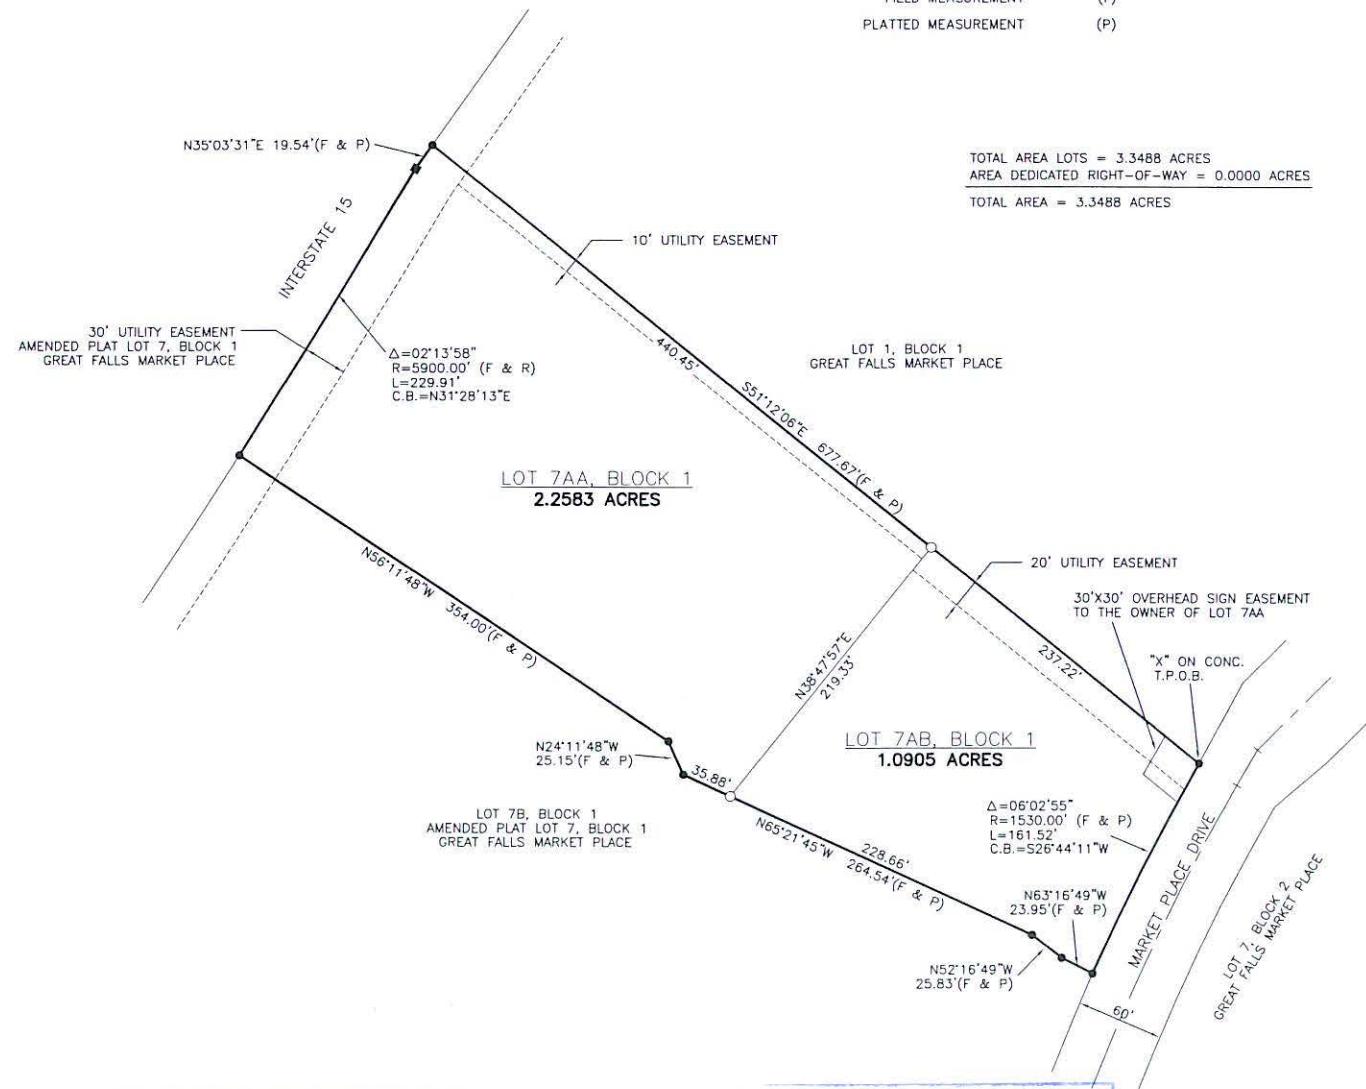 PLATTED MEASUREMENT (P)
N35°03'31"E 19.54'(F & P)
TOTAL AREA LOTS = 3.3488 ACRES
AREA DEDICATED RIGHT-OF-WAY = 0.0000 ACRES
TOTAL AREA = 3.3488 ACRES
INTERSTATE 15
10' UTILITY EASEMENT
30' UTILITY EASEMENT
AMENDED PLAT LOT 7, BLOCK 1
GREAT FALLS MARKET PLACE
Δ=02°13'58"
R=5900.00' (F & R)
L=229.91'
C.B.=N31°28'13"E
440.45'
LOT 1, BLOCK 1
GREAT FALLS MARKET PLACE
S51°12'06"E 677.67'(F & P)
LOT 7AA, BLOCK 1
2.2583 ACRES
N56°11'48"W 354.00'(F & P)
20' UTILITY EASEMENT
30'X30' OVERHEAD SIGN EASEMENT
TO THE OWNER OF LOT 7AA
"X" ON CONC.
T.P.O.B.
237.22'
N38°47'57"E
219.33'
LOT 7AB, BLOCK 1
1.0905 ACRES
N24°11'48"W
25.15'(F & P)
35.88'
LOT 7B, BLOCK 1
AMENDED PLAT LOT 7, BLOCK 1
GREAT FALLS MARKET PLACE
Δ=06°02'55"
R=1530.00' (F & P)
L=161.52'
C.B.=S26°44'11"W
228.66'
N65°21'45"W 264.54'(F & P)
N63°16'49"W
23.95'(F & P)
N52°16'49"W
25.83'(F & P)
MARKET PLACE DRIVE
LOT 7, BLOCK 2
GREAT FALLS MARKET PLACE
60'